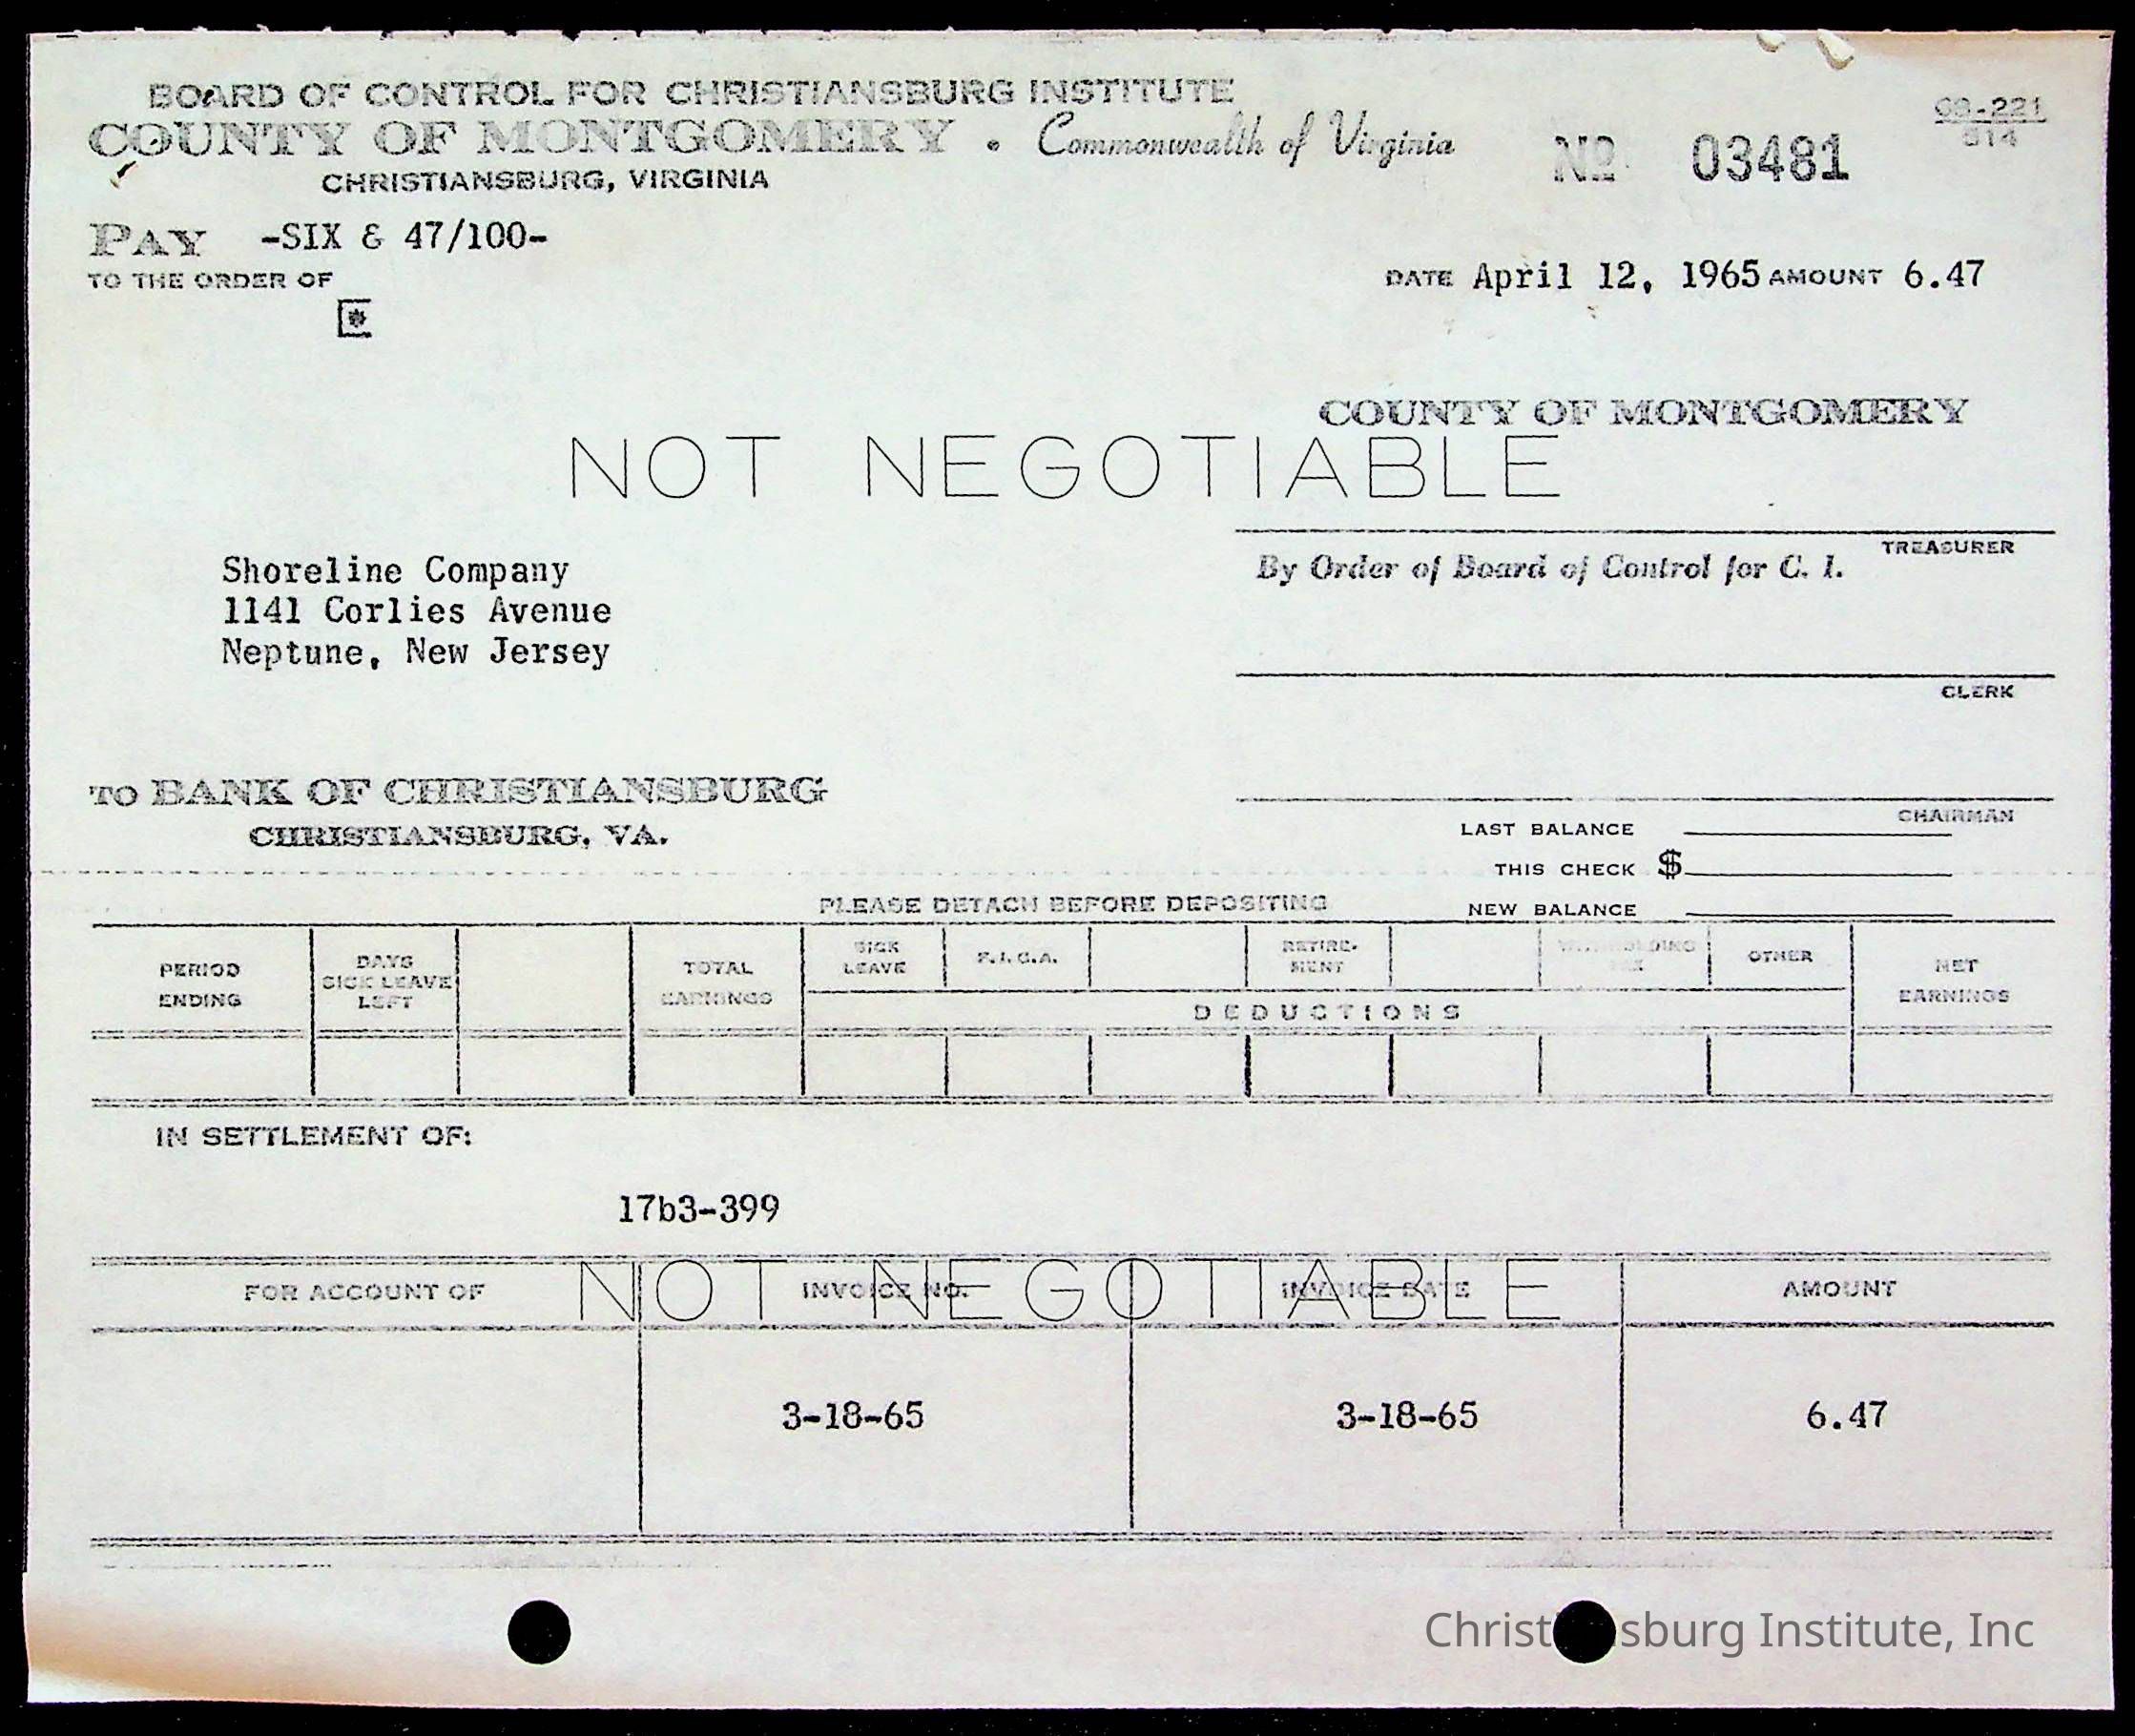 BOARD OF CONTROL FOR CHRISTIANSBURG INSTITUTE
COUNTY OF MONTGOMERY . Commonwealth of Virginia
CHRISTIANSBURG, VIRGINIA
No 03481
221
514
PAY -SIX & 47/100-
TO THE ORDER OF
DATE April 12, 1965 AMOUNT 6.47
COUNTY OF MONTGOMERY
NOT NEGOTIABLE
TREASURER
By Order of Board of Control for C. I.
Shoreline Company
1141 Corlies Avenue
Neptune, New Jersey
CLERK
TO BANK OF CHRISTIANSBURG
CHRISTIANSBURG, VA.
CHAIRMAN
LAST BALANCE
THIS CHECK $
NEW BALANCE
PLEASE DETACH BEFORE DEPOSITING
PERIOD ENDING
DAYS SICK LEAVE LEFT
TOTAL EARNINGS
SICK LEAVE
F.I.C.A.
RETIRE-MENT
WITHHOLDING
OTHER
NET EARNINGS
DEDUCTIONS
IN SETTLEMENT OF:
17b3-399
NOT NEGOTIABLE
FOR ACCOUNT OF INVOICE NO. INVOICE DATE AMOUNT
3-18-65 3-18-65 6.47
Christiansburg Institute, Inc